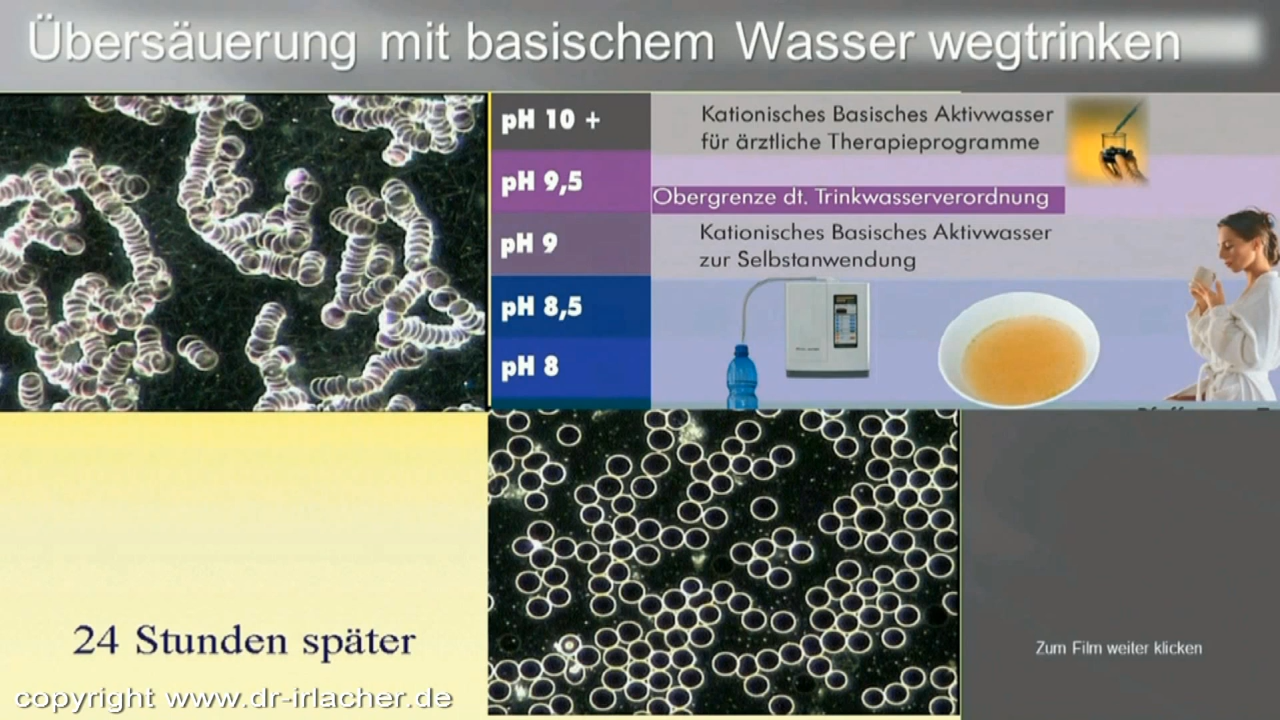 Übersäuerung mit basischem Wasser wegtrinken
pH 10 +
Kationisches Basisches Aktivwasser
für ärztliche Therapieprogramme
pH 9,5
Obergrenze dt. Trinkwasserverordnung
pH 9
Kationisches Basisches Aktivwasser
zur Selbstanwendung
pH 8,5
pH 8
24 Stunden später
Zum Film weiter klicken
copyright www.dr-irlacher.de